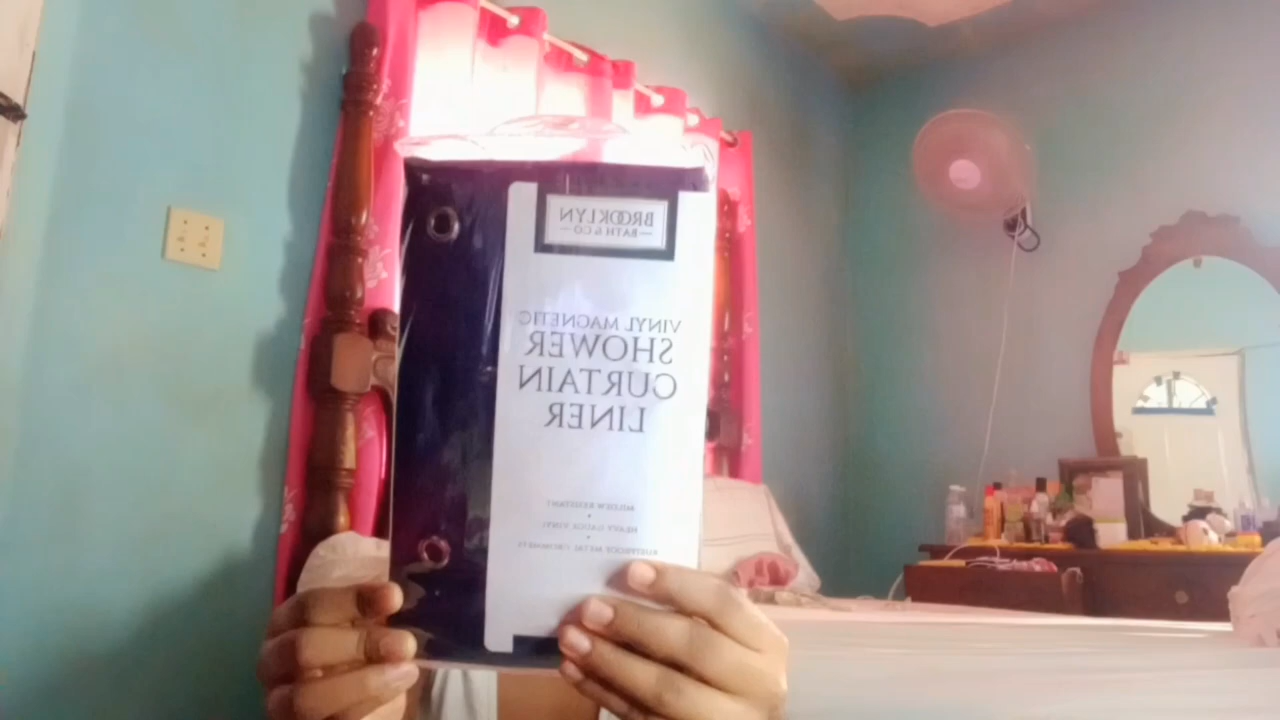 BROOKLYN
— BATH & CO —
VINYL MAGNETIC
SHOWER
CURTAIN
LINER
MILDEW RESISTANT
•
HEAVY GAUGE VINYL
•
RUSTPROOF METAL GROMMETS